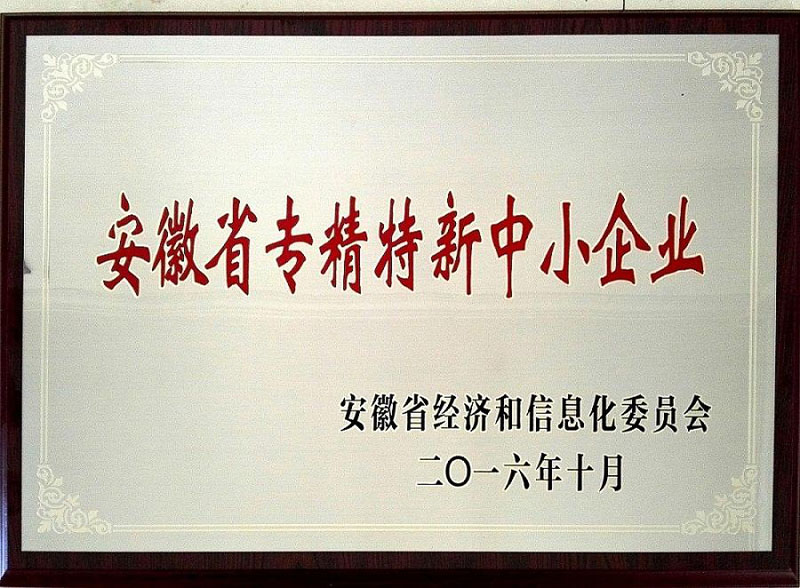 安徽省专精特新中小企业
安徽省经济和信息化委员会
二〇一六年十月